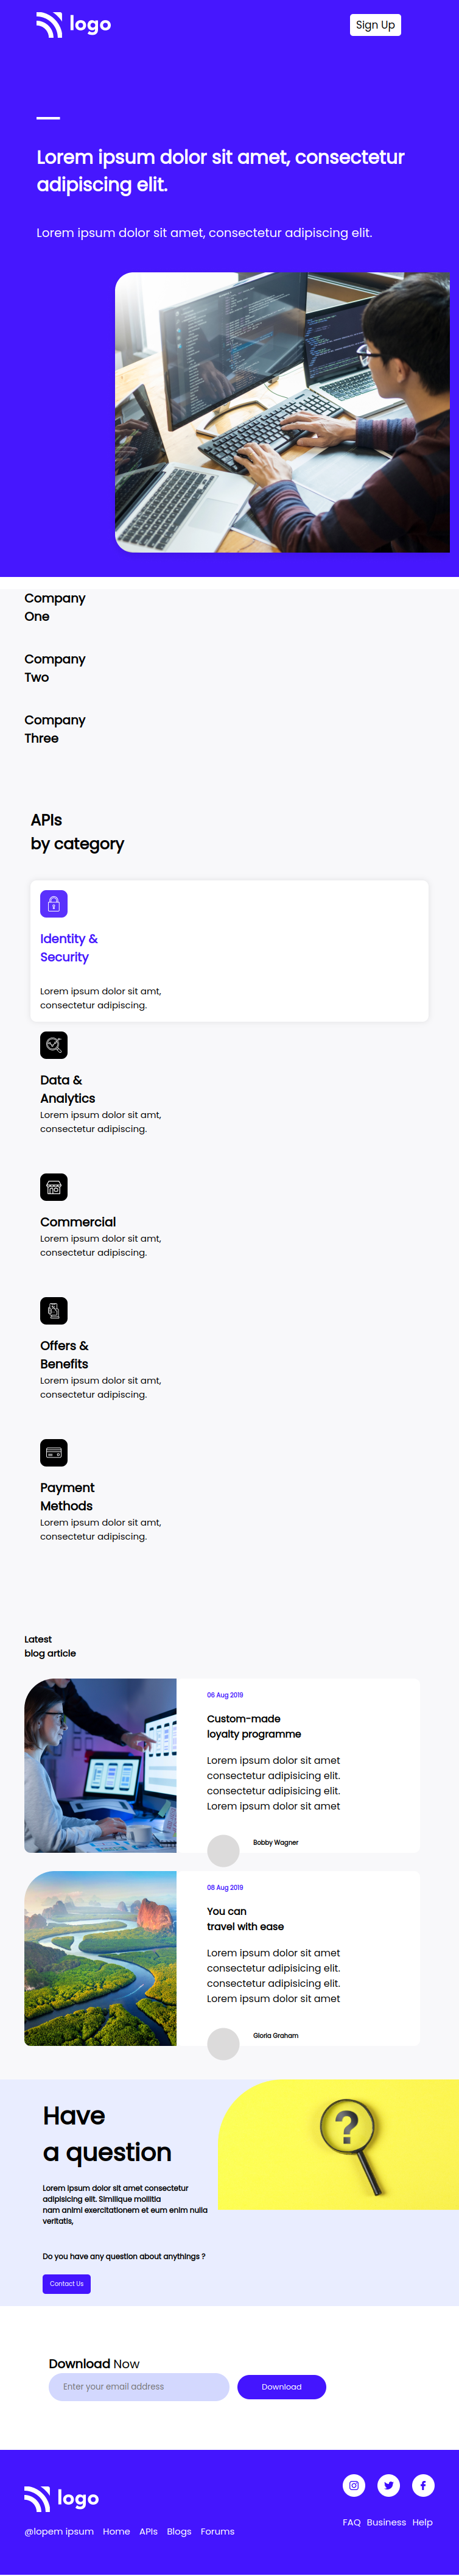 logo
Sign Up
Lorem ipsum dolor sit amet, consectetur
adipiscing elit.
Lorem ipsum dolor sit amet, consectetur adipiscing elit.
Company
One
Company
Two
Company
Three
APIs
by category
Identity &
Security
Lorem ipsum dolor sit amt,
consectetur adipiscing.
Data &
Analytics
Lorem ipsum dolor sit amt,
consectetur adipiscing.
Commercial
Lorem ipsum dolor sit amt,
consectetur adipiscing.
Offers &
Benefits
Lorem ipsum dolor sit amt,
consectetur adipiscing.
Payment
Methods
Lorem ipsum dolor sit amt,
consectetur adipiscing.
Latest
blog article
06 Aug 2019
Custom-made
loyalty programme
Lorem ipsum dolor sit amet
consectetur adipisicing elit.
consectetur adipisicing elit.
Lorem ipsum dolor sit amet
Bobby Wagner
08 Aug 2019
You can
travel with ease
Lorem ipsum dolor sit amet
consectetur adipisicing elit.
consectetur adipisicing elit.
Lorem ipsum dolor sit amet
Gloria Graham
Have
a question
?
Lorem ipsum dolor sit amet consectetur
adipisicing elit. Similique mollitia
nam animi exercitationem et eum enim nulla
veritatis,
Do you have any question about anythings ?
Contact Us
Download Now
Enter your email address
Download
logo
@lopem ipsum Home APIs Blogs Forums
FAQ Business Help